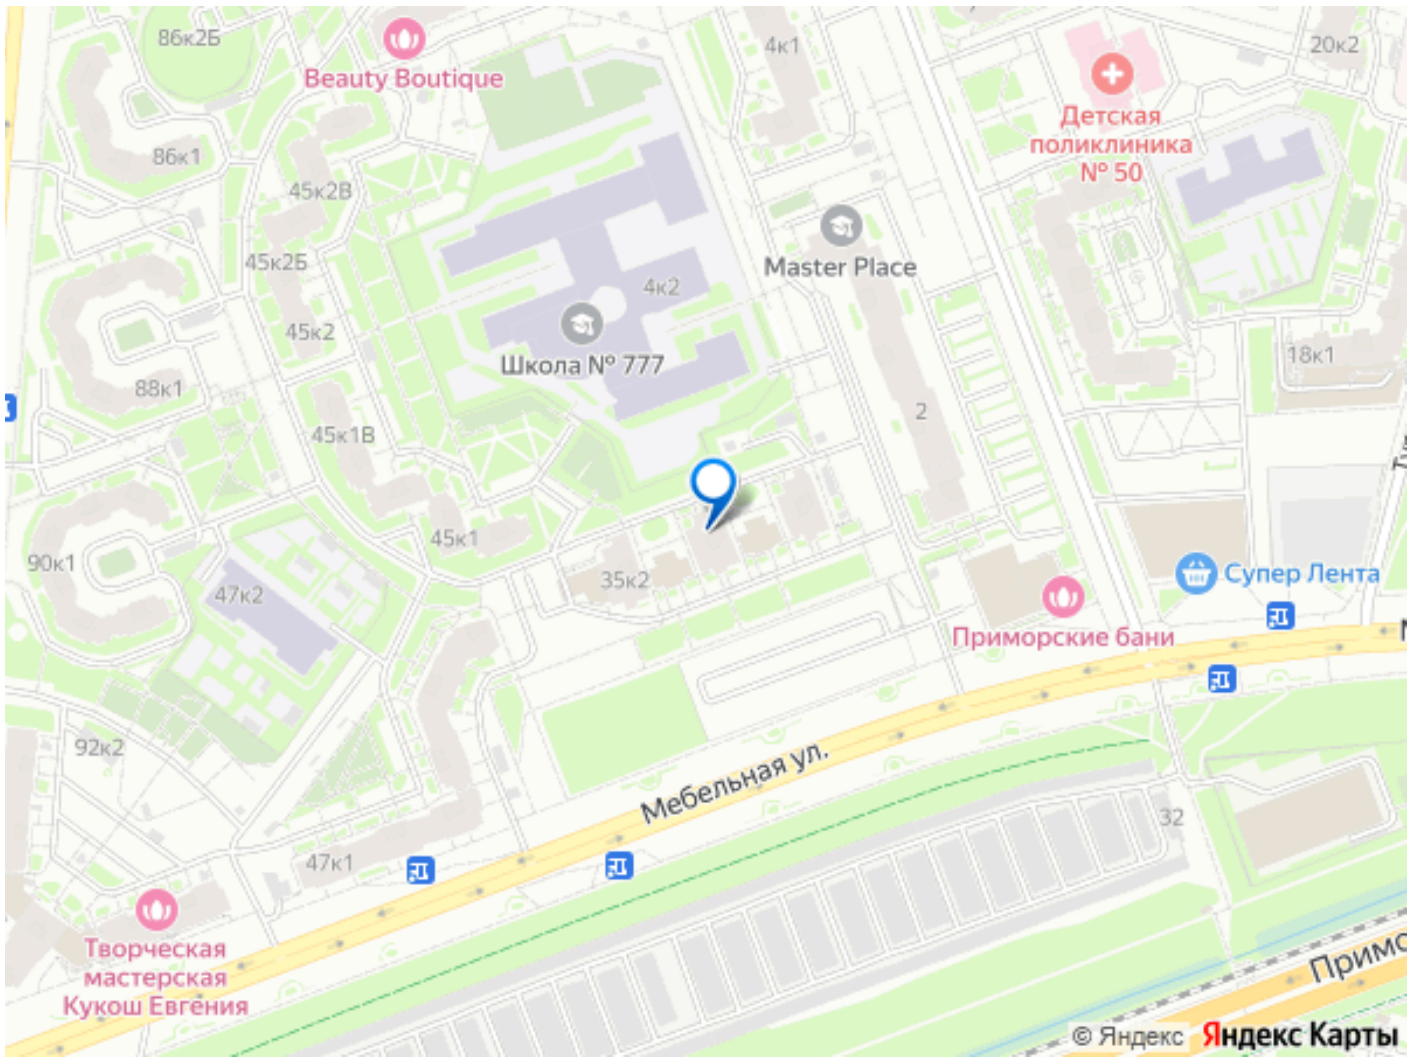 86к2Б
Beauty Boutique
4к1
20к2
Детская
поликлиника
№ 50
86к1
45к2В
45к2Б
45к2
Master Place
4к2
Школа № 777
88к1
18к1
2
45к1В
45к1
90к1
47к2
35к2
Супер Лента
Приморские бани
92к2
Мебельная ул.
32
47к1
Творческая
мастерская
Кукош Евгения
Примо
© Яндекс Яндекс Карты